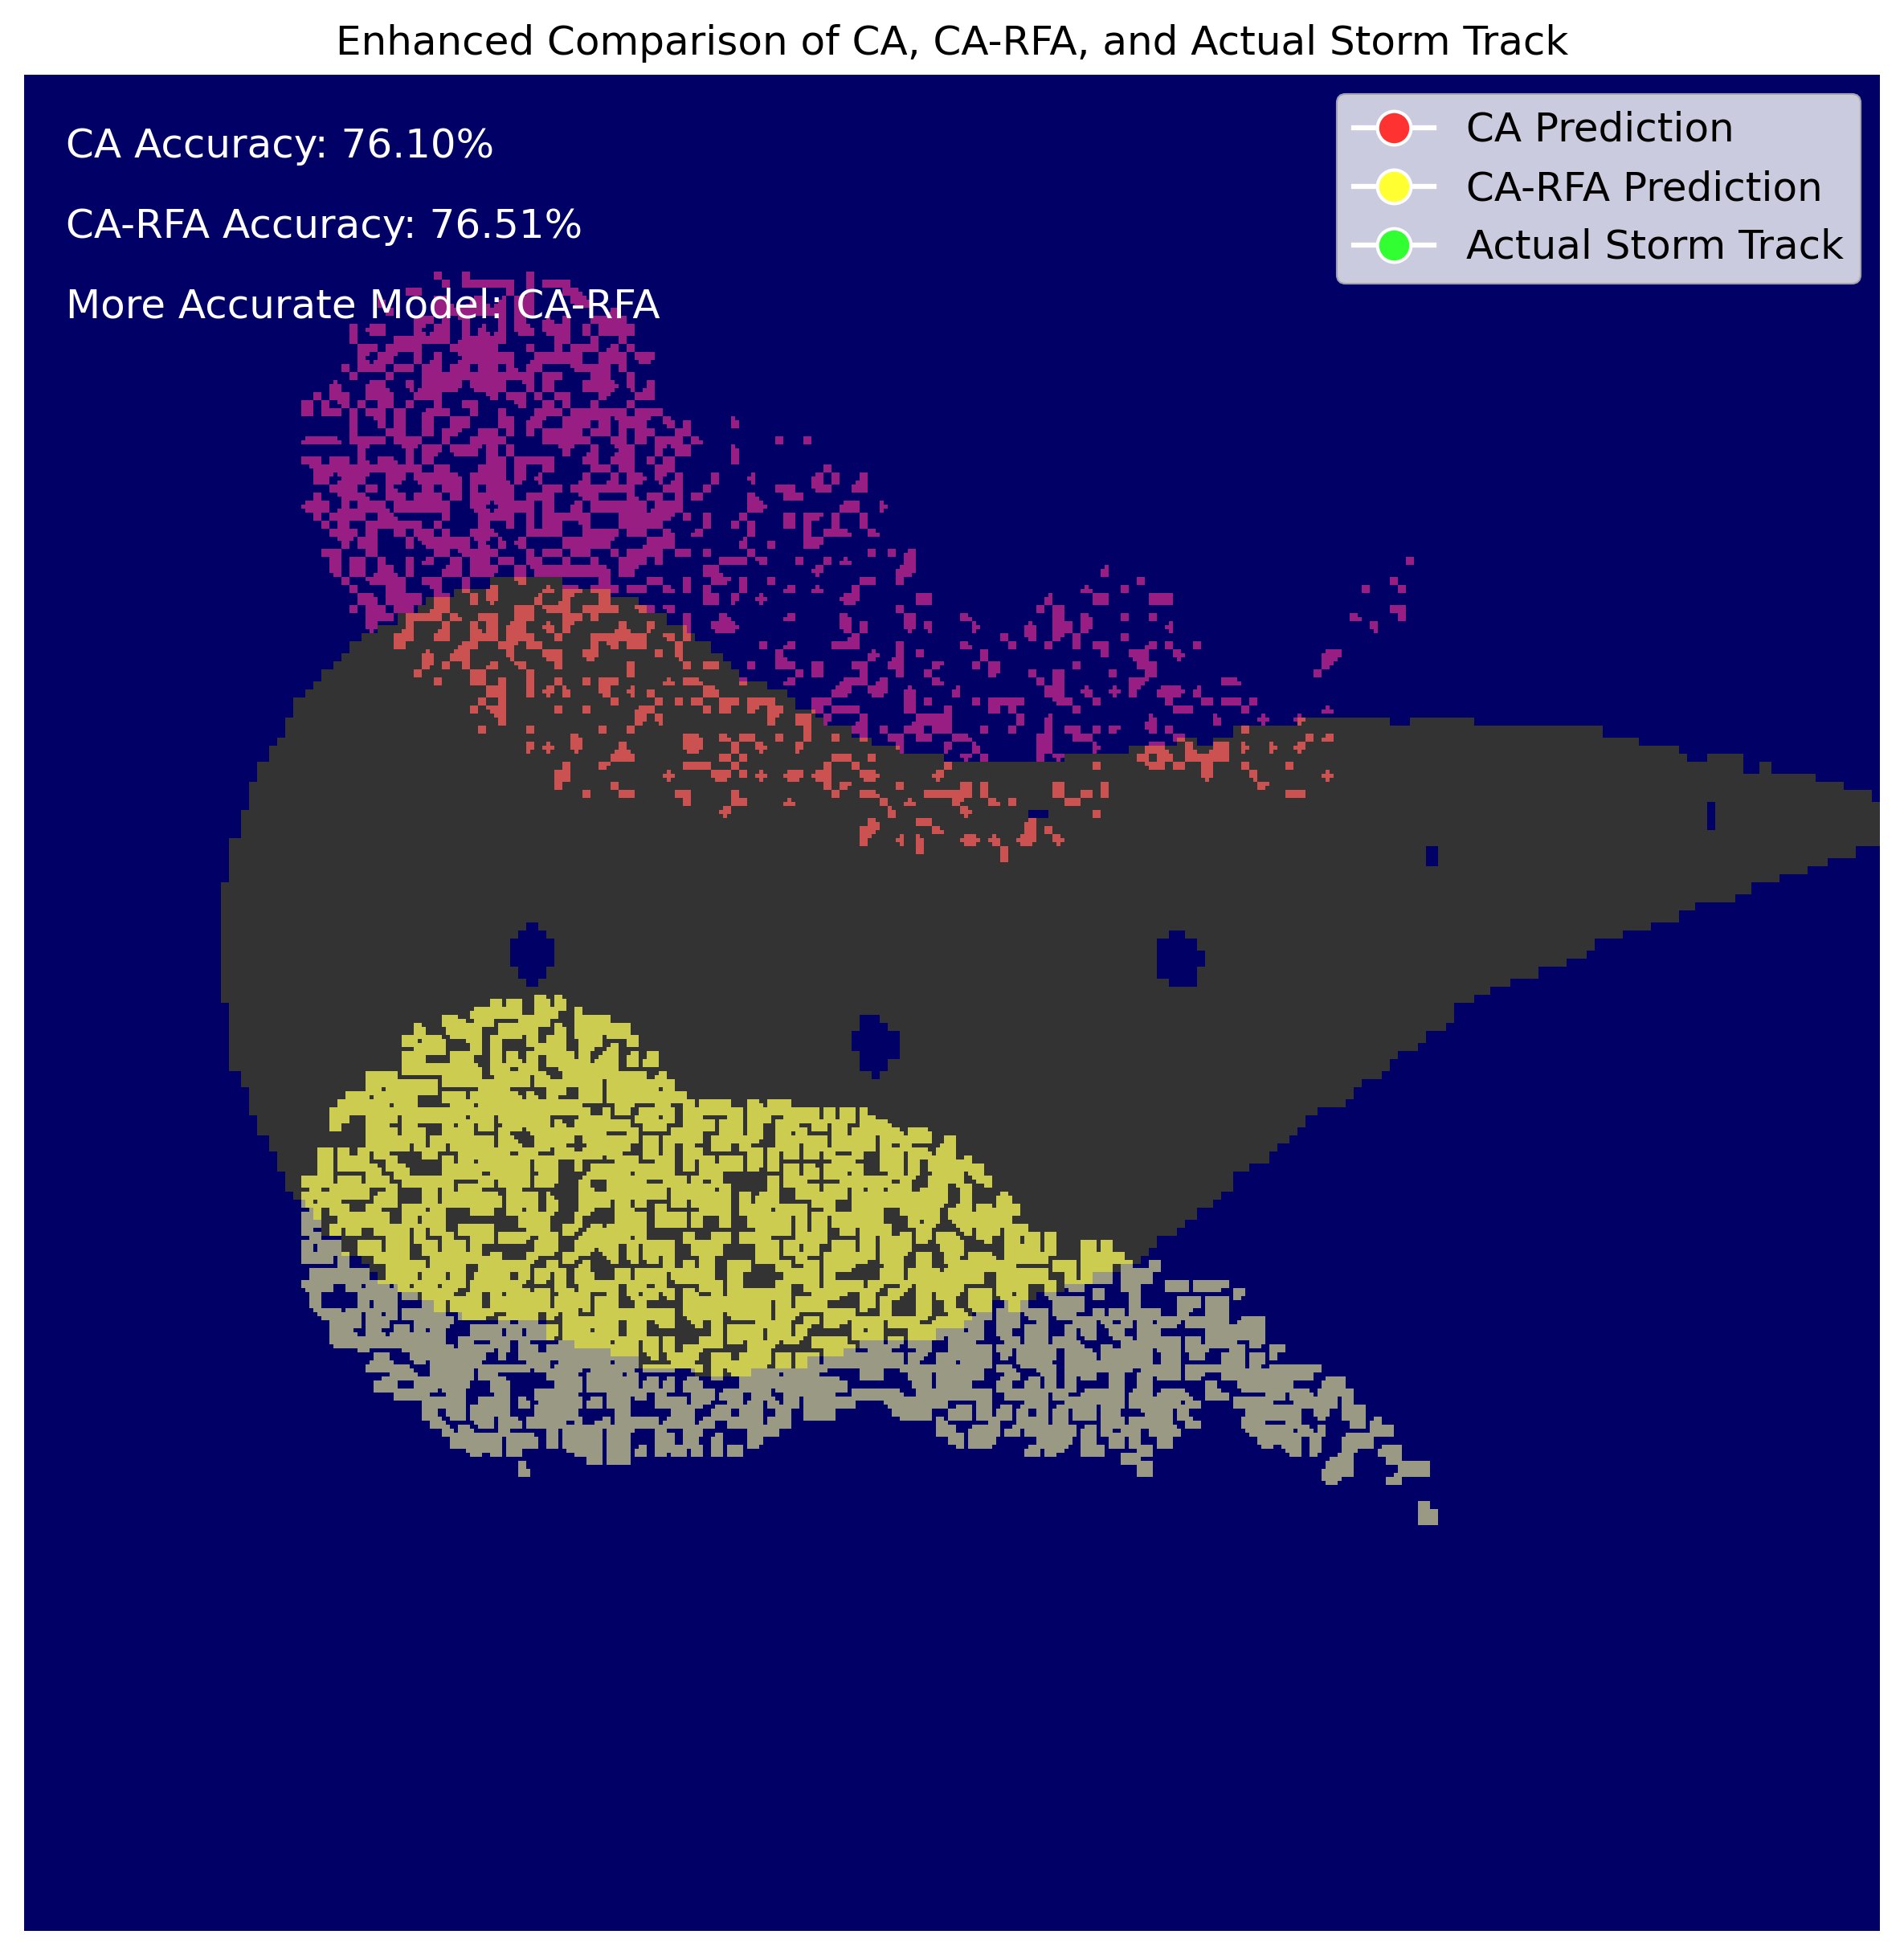 Enhanced Comparison of CA, CA-RFA, and Actual Storm Track
CA Accuracy: 76.10%
CA-RFA Accuracy: 76.51%
More Accurate Model: CA-RFA
CA Prediction
CA-RFA Prediction
Actual Storm Track